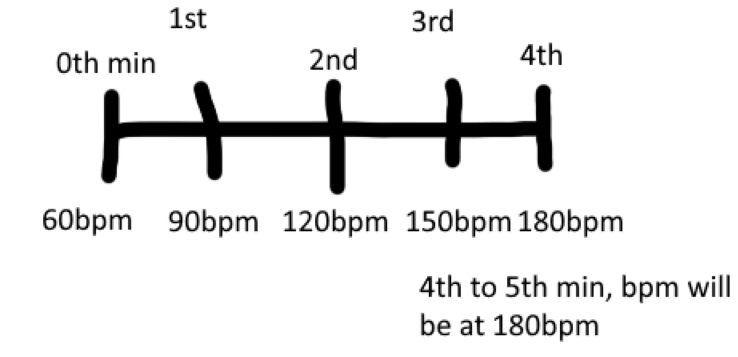 1st
3rd
0th min
2nd
4th
60bpm
90bpm
120bpm
150bpm
180bpm
4th to 5th min, bpm will
be at 180bpm